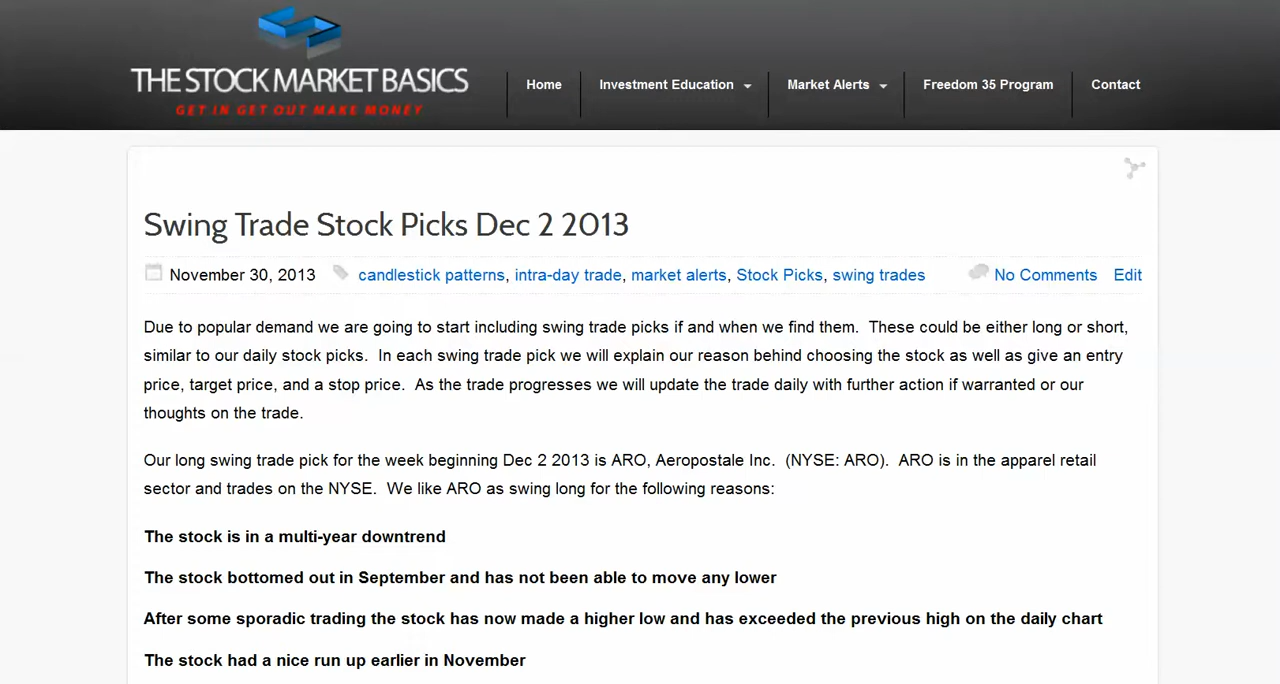 THE STOCK MARKET BASICS
GET IN GET OUT MAKE MONEY
Home Investment Education Market Alerts Freedom 35 Program Contact
Swing Trade Stock Picks Dec 2 2013
November 30, 2013 candlestick patterns, intra-day trade, market alerts, Stock Picks, swing trades No Comments Edit
Due to popular demand we are going to start including swing trade picks if and when we find them. These could be either long or short,
similar to our daily stock picks. In each swing trade pick we will explain our reason behind choosing the stock as well as give an entry
price, target price, and a stop price. As the trade progresses we will update the trade daily with further action if warranted or our
thoughts on the trade.
Our long swing trade pick for the week beginning Dec 2 2013 is ARO, Aeropostale Inc. (NYSE: ARO). ARO is in the apparel retail
sector and trades on the NYSE. We like ARO as swing long for the following reasons:
The stock is in a multi-year downtrend
The stock bottomed out in September and has not been able to move any lower
After some sporadic trading the stock has now made a higher low and has exceeded the previous high on the daily chart
The stock had a nice run up earlier in November